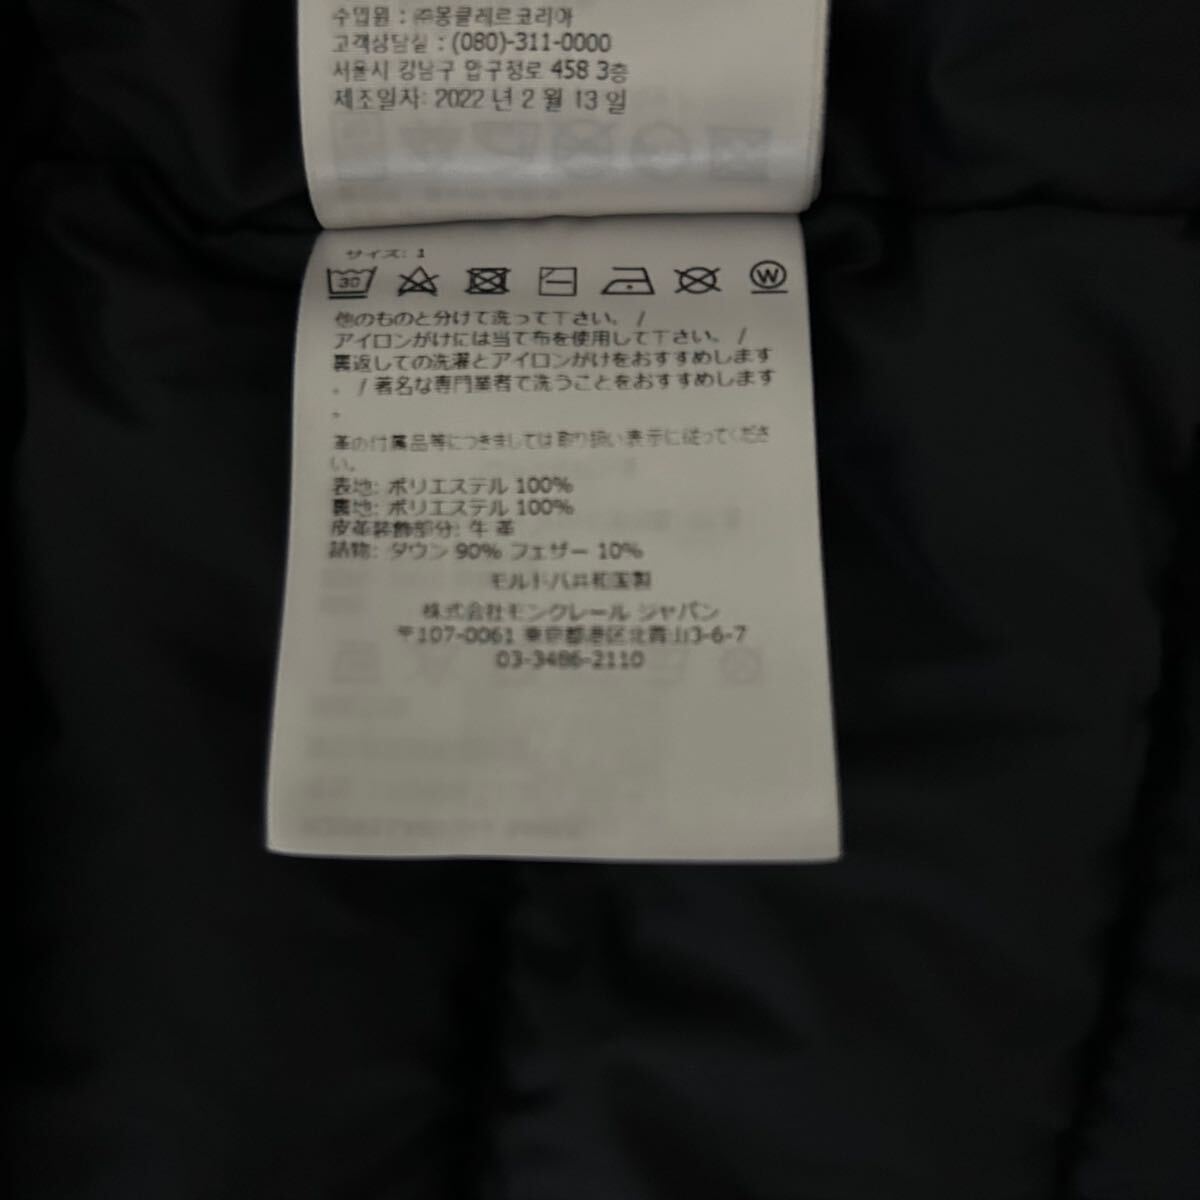 수입원 : ㈜몽클레르코리아
고객상담실 : (080)-311-0000
서울시 강남구 압구정로 458 3층
제조일자: 2022 년 2 월 13 일
サイズ: 1
30
W
他のものと分けて洗って下さい。 /
アイロンがけには当て布を使用して下さい。 /
裏返しての洗濯とアイロンがけをおすすめします
。 / 著名な専門業者で洗うことをおすすめします
。
革の付属品等につきましては取り扱い表示に従ってくださ
い。
表地: ポリエステル 100%
裏地: ポリエステル 100%
皮革装飾部分: 牛 革
詰物: ダウン 90% フェザー 10%
モルドバ共和国製
株式会社モンクレール ジャパン
〒107-0061 東京都港区北青山3-6-7
03-3486-2110